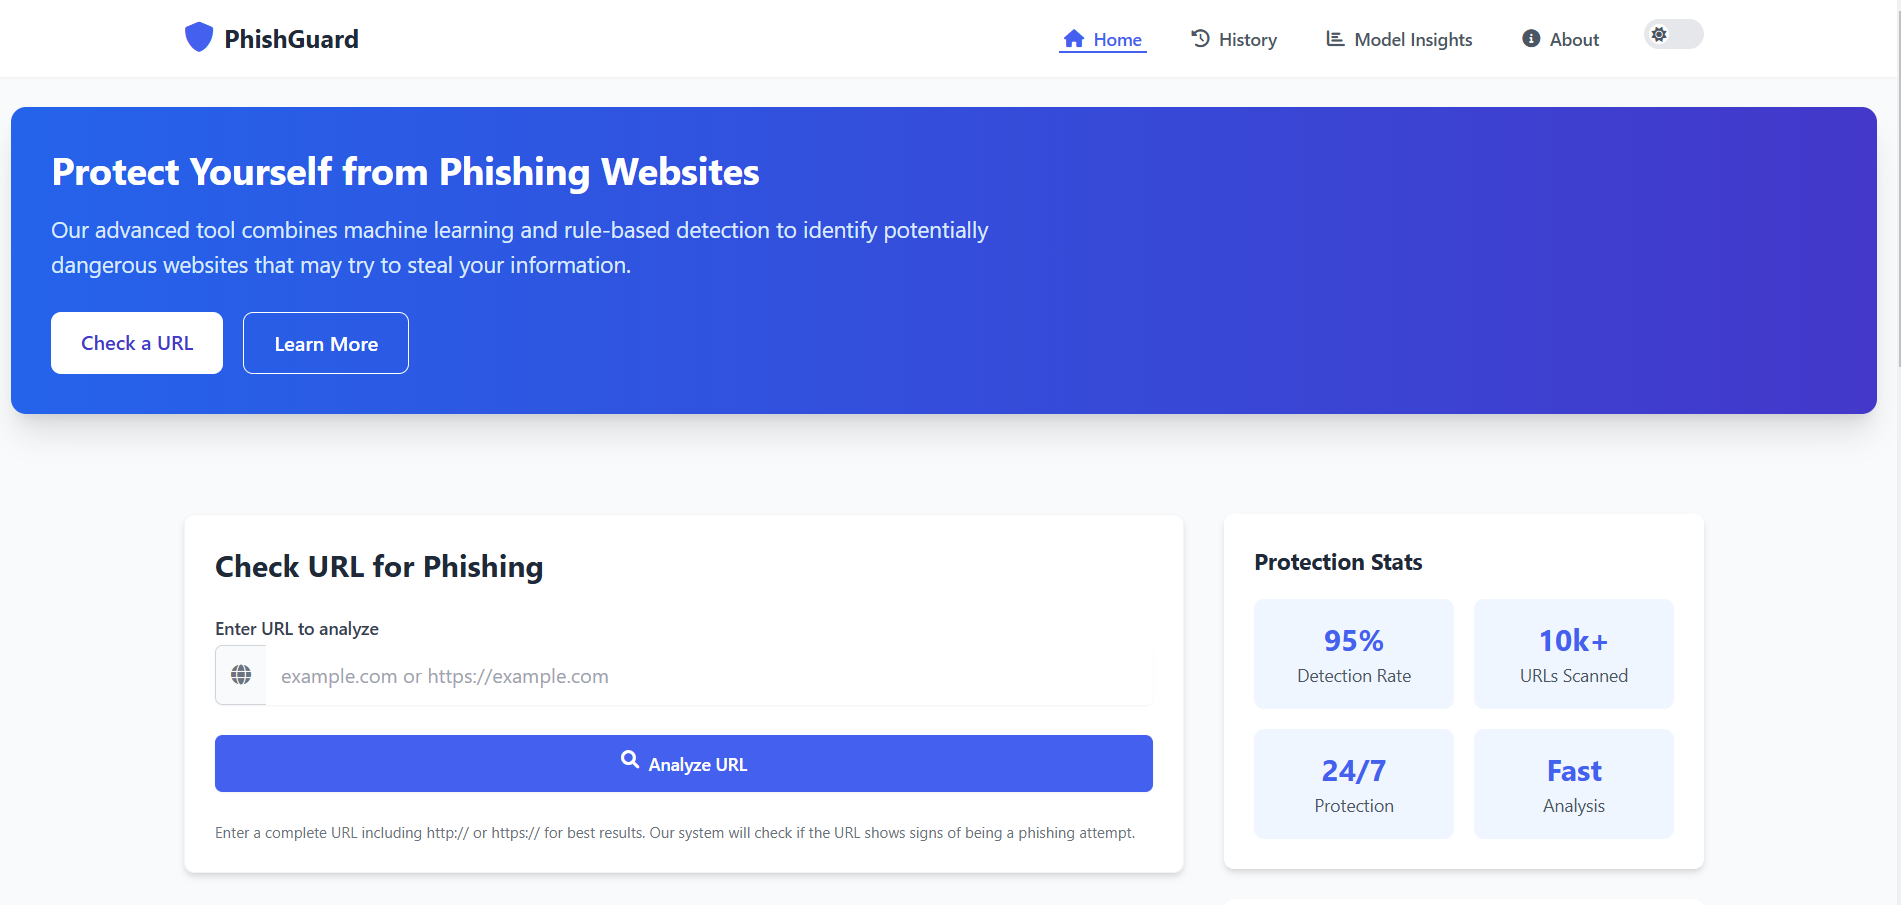 PhishGuard
Home
History
Model Insights
About
Protect Yourself from Phishing Websites
Our advanced tool combines machine learning and rule-based detection to identify potentially
dangerous websites that may try to steal your information.
Check a URL
Learn More
Check URL for Phishing
Enter URL to analyze
example.com or https://example.com
Analyze URL
Enter a complete URL including http:// or https:// for best results. Our system will check if the URL shows signs of being a phishing attempt.
Protection Stats
95%
Detection Rate
10k+
URLs Scanned
24/7
Protection
Fast
Analysis